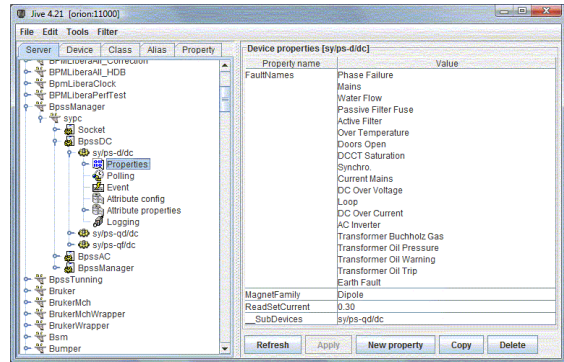 Jive 4.21 [orion:11000]
File Edit Tools Filter
Server Device Class Alias Property
BPMLiberaAll_Correction
BPMLiberaAll_HDB
BpmLiberaClock
BPMLiberaPerfTest
BpssManager
sypc
Socket
BpssDC
sy/ps-d/dc
Properties
Polling
Event
Attribute config
Attribute properties
Logging
sy/ps-qd/dc
sy/ps-qf/dc
BpssAC
BpssManager
BpssTunning
Bruker
BrukerMch
BrukerMchWrapper
BrukerWrapper
Bsm
Bumper
Device properties [sy/ps-d/dc]
Property name Value
FaultNames Phase Failure
Mains
Water Flow
Passive Filter Fuse
Active Filter
Over Temperature
Doors Open
DCCT Saturation
Synchro.
Current Mains
DC Over Voltage
Loop
DC Over Current
AC Inverter
Transformer Buchholz Gas
Transformer Oil Pressure
Transformer Oil Warning
Transformer Oil Trip
Earth Fault
MagnetFamily Dipole
ReadSetCurrent 0.30
__SubDevices sy/ps-qd/dc
Refresh Apply New property Copy Delete